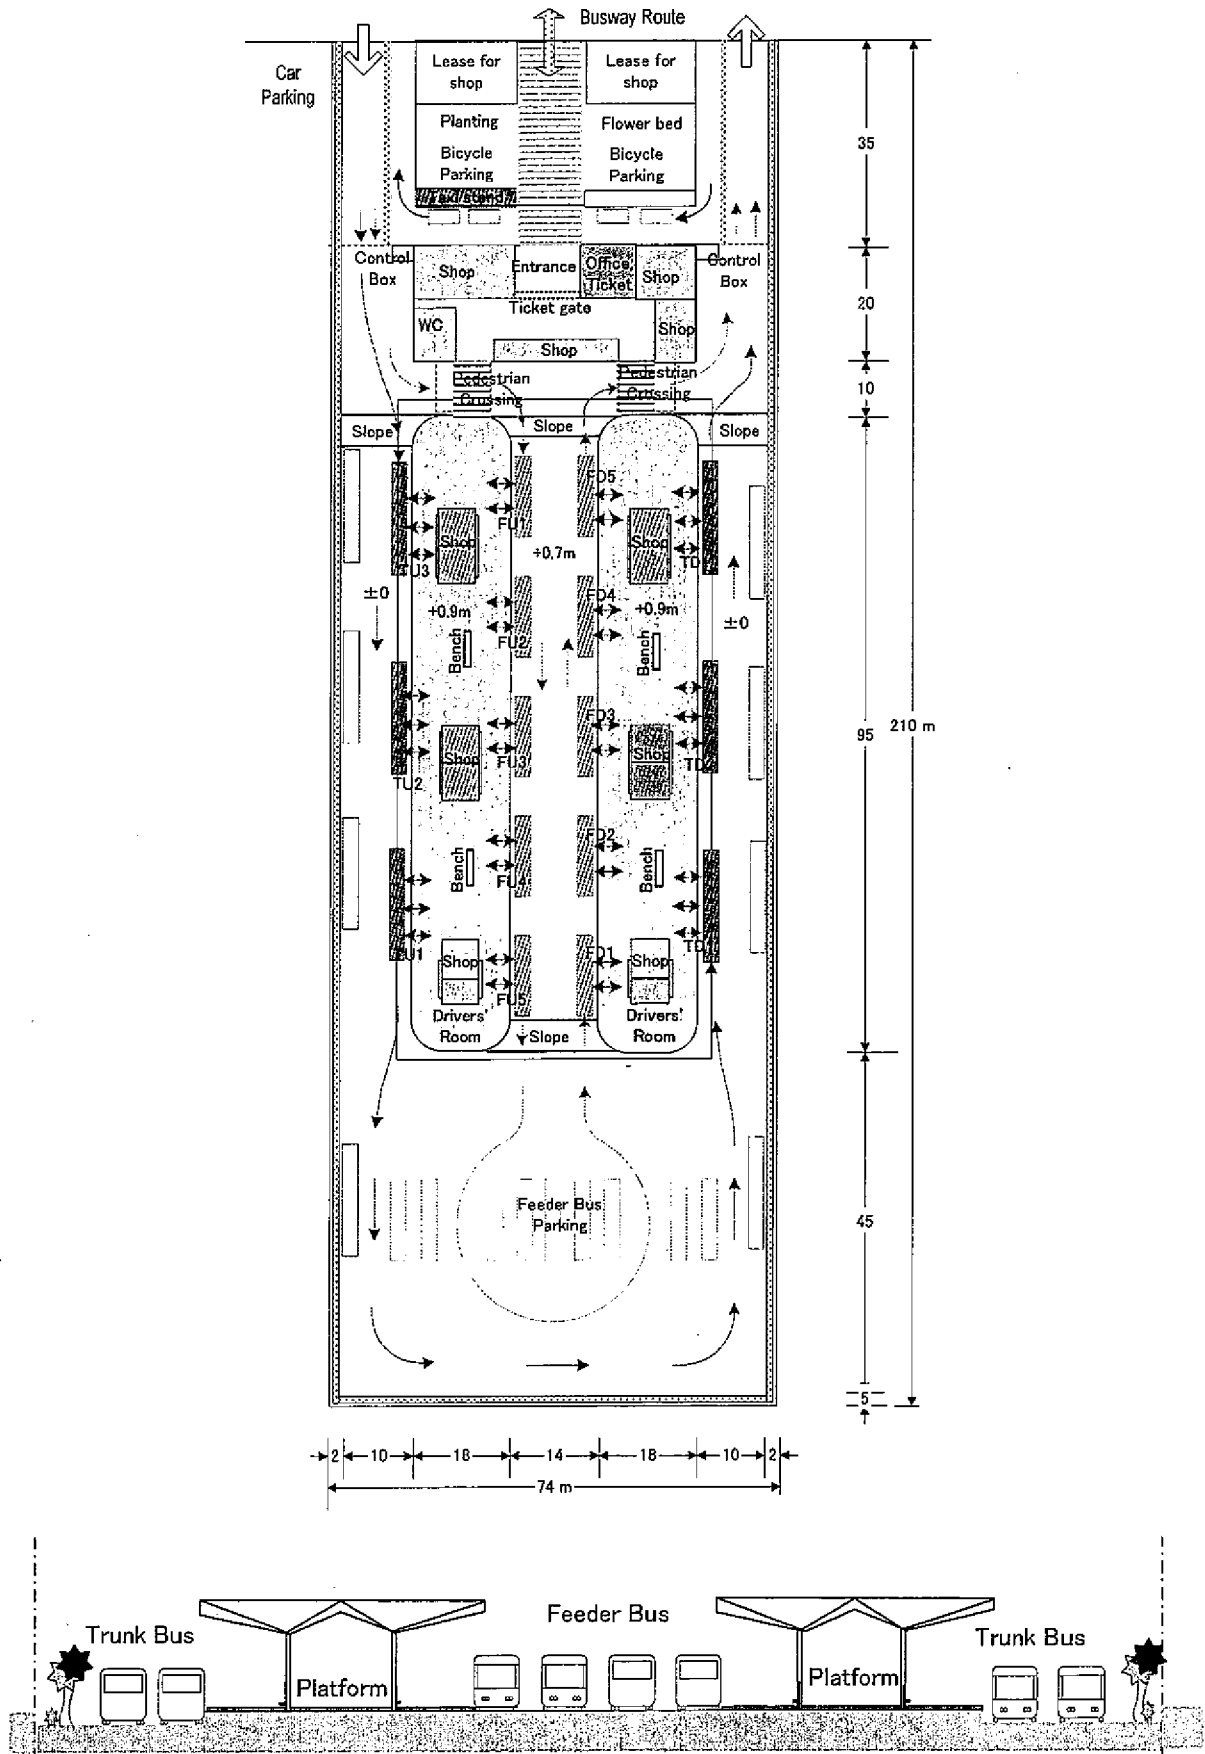 Busway Route
Car
Parking
Lease for
shop
Lease for
shop
Planting
Flower bed
Bicycle
Parking
Bicycle
Parking
Taxi stand
35
Control
Box
Shop
Entrance
Office
Ticket
Shop
Control
Box
Ticket gate
20
WC
Shop
Shop
Pedestrian
Crossing
Pedestrian
Crossing
10
Slope
Slope
Slope
FD5
FU1
Shop
+0.7m
Shop
TU3
TD
±0
FD4
+0.9m
+0.9m
±0
FU2
Bench
Bench
210 m
95
FD3
Shop
FU3
Shop
TD
TU2
FD2
Bench
FU4
Bench
TU1
FD1
TD1
Shop
Shop
FU5
Drivers'
Room
Slope
Drivers'
Room
Feeder Bus
Parking
45
5
2 10 18 14 18 10 2
74 m
Trunk Bus
Feeder Bus
Trunk Bus
Platform
Platform